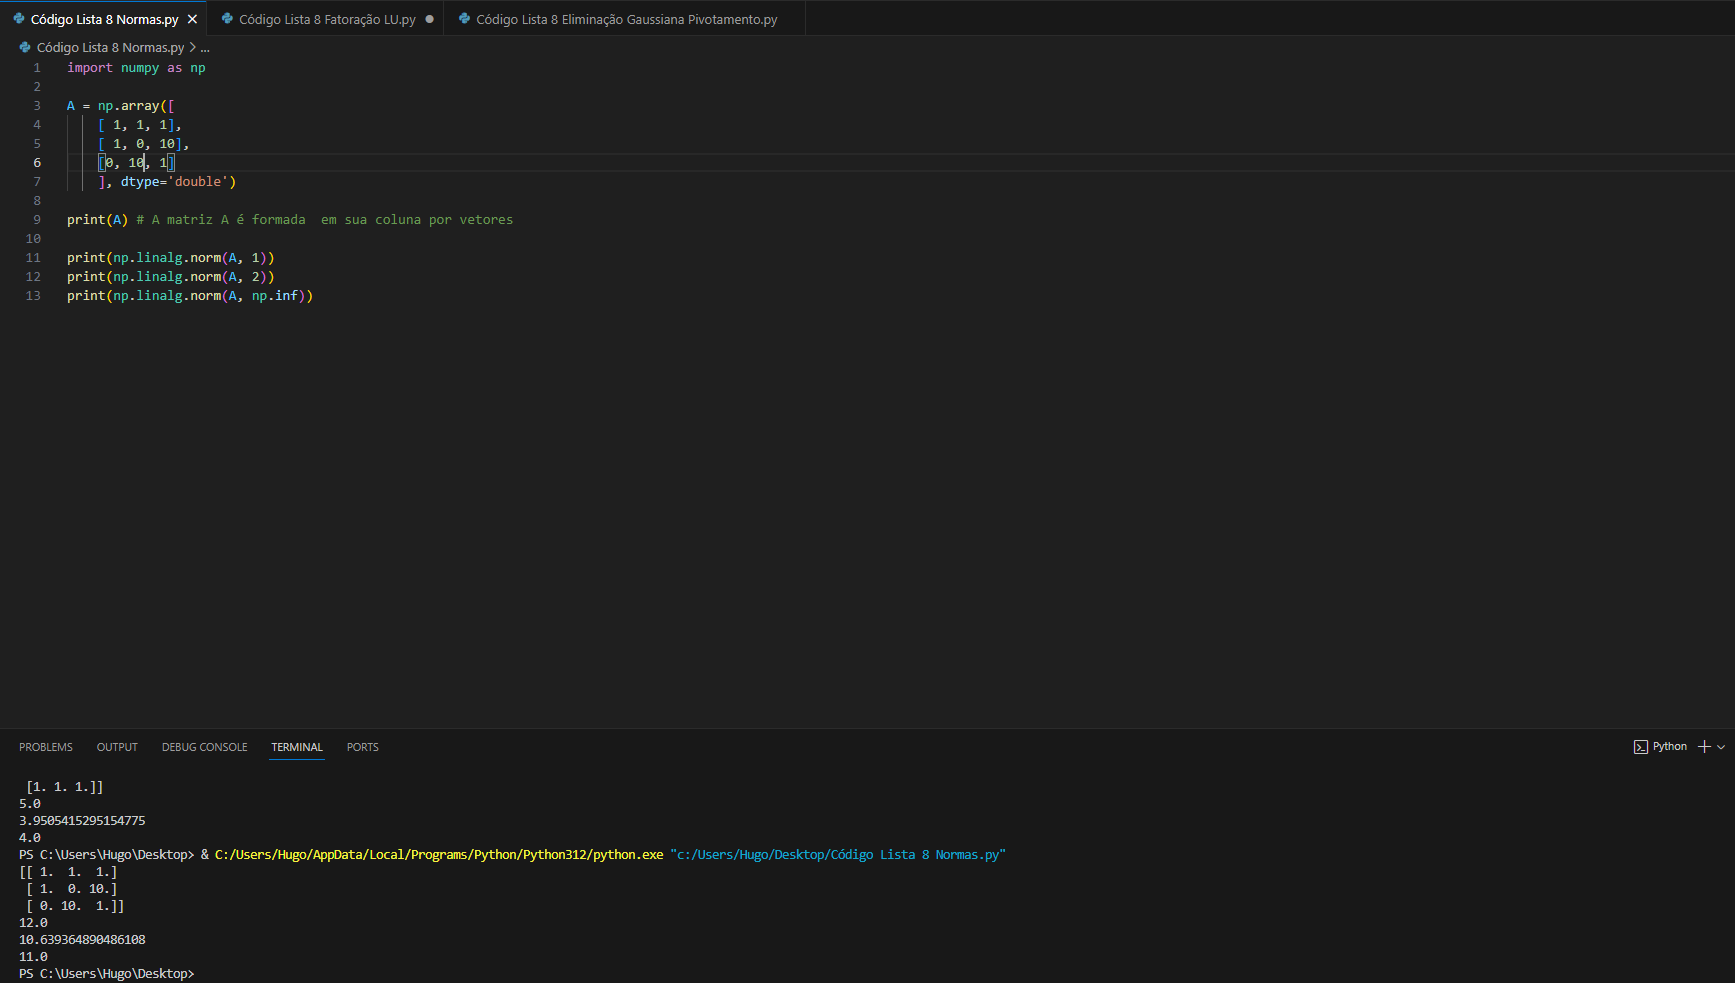 Código Lista 8 Normas.py Código Lista 8 Fatoração LU.py Código Lista 8 Eliminação Gaussiana Pivotamento.py
Código Lista 8 Normas.py > ...
1 import numpy as np
2
3 A = np.array([
4     [ 1, 1, 1],
5     [ 1, 0, 10],
6     [0, 10, 1]
7     ], dtype='double')
8
9 print(A) # A matriz A é formada  em sua coluna por vetores
10
11 print(np.linalg.norm(A, 1))
12 print(np.linalg.norm(A, 2))
13 print(np.linalg.norm(A, np.inf))
PROBLEMS OUTPUT DEBUG CONSOLE TERMINAL PORTS Python
 [1. 1. 1.]]
5.0
3.9505415295154775
4.0
PS C:\Users\Hugo\Desktop> & C:/Users/Hugo/AppData/Local/Programs/Python/Python312/python.exe "c:/Users/Hugo/Desktop/Código Lista 8 Normas.py"
[[ 1.  1.  1.]
 [ 1.  0. 10.]
 [ 0. 10.  1.]]
12.0
10.639364890486108
11.0
PS C:\Users\Hugo\Desktop>